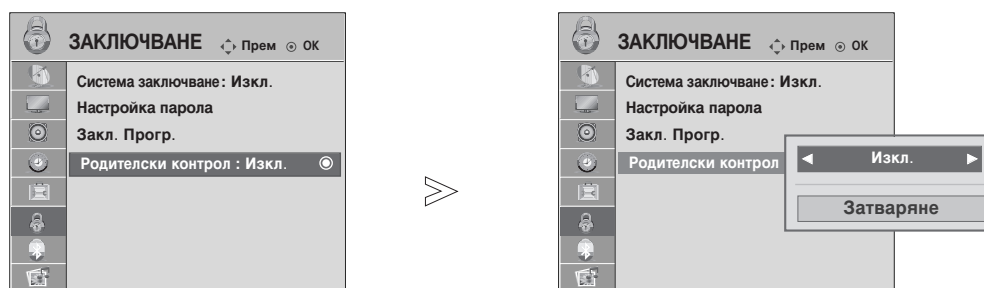 ЗАКЛЮЧВАНЕ Прем OK
Система заключване: Изкл.
Настройка парола
Закл. Прогр.
Родителски контрол : Изкл.
ЗАКЛЮЧВАНЕ Прем OK
Система заключване: Изкл.
Настройка парола
Закл. Прогр.
Родителски контрол
Изкл.
Затваряне